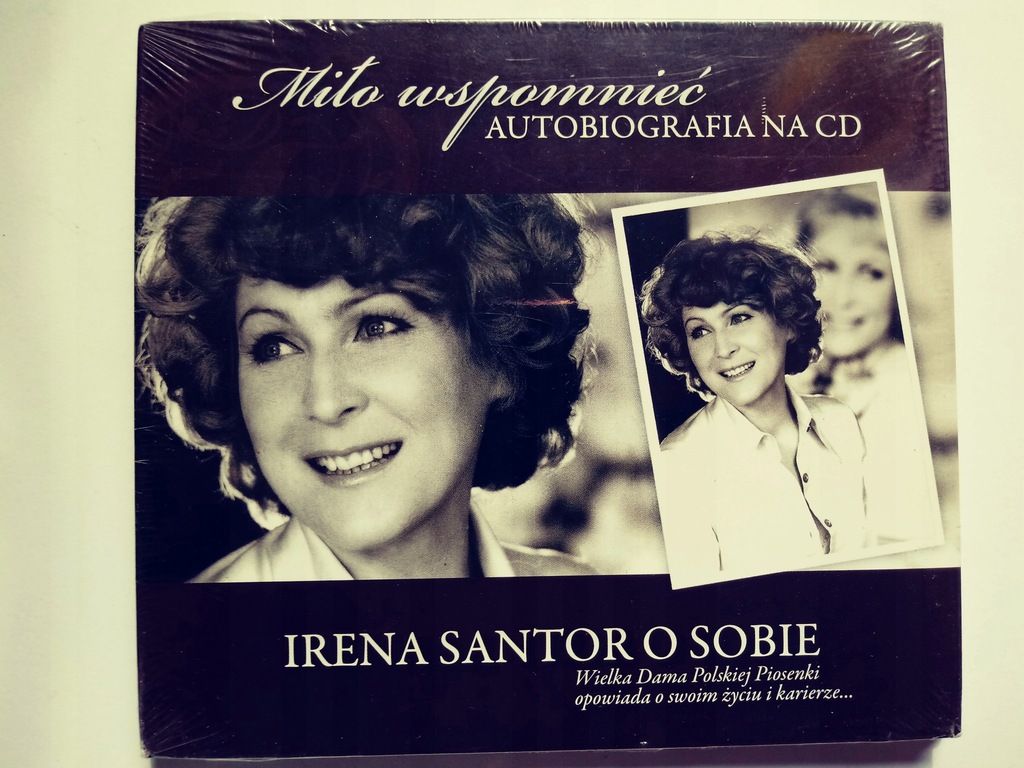 Miło wspomnieć
AUTOBIOGRAFIA NA CD
IRENA SANTOR O SOBIE
Wielka Dama Polskiej Piosenki
opowiada o swoim życiu i karierze...